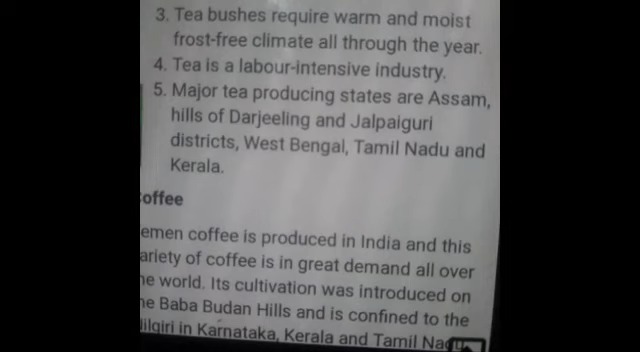 3. Tea bushes require warm and moist
frost-free climate all through the year.
4. Tea is a labour-intensive industry.
5. Major tea producing states are Assam,
hills of Darjeeling and Jalpaiguri
districts, West Bengal, Tamil Nadu and
Kerala.
offee
emen coffee is produced in India and this
ariety of coffee is in great demand all over
he world. Its cultivation was introduced on
he Baba Budan Hills and is confined to the
ilgiri in Karnataka, Kerala and Tamil Nadu